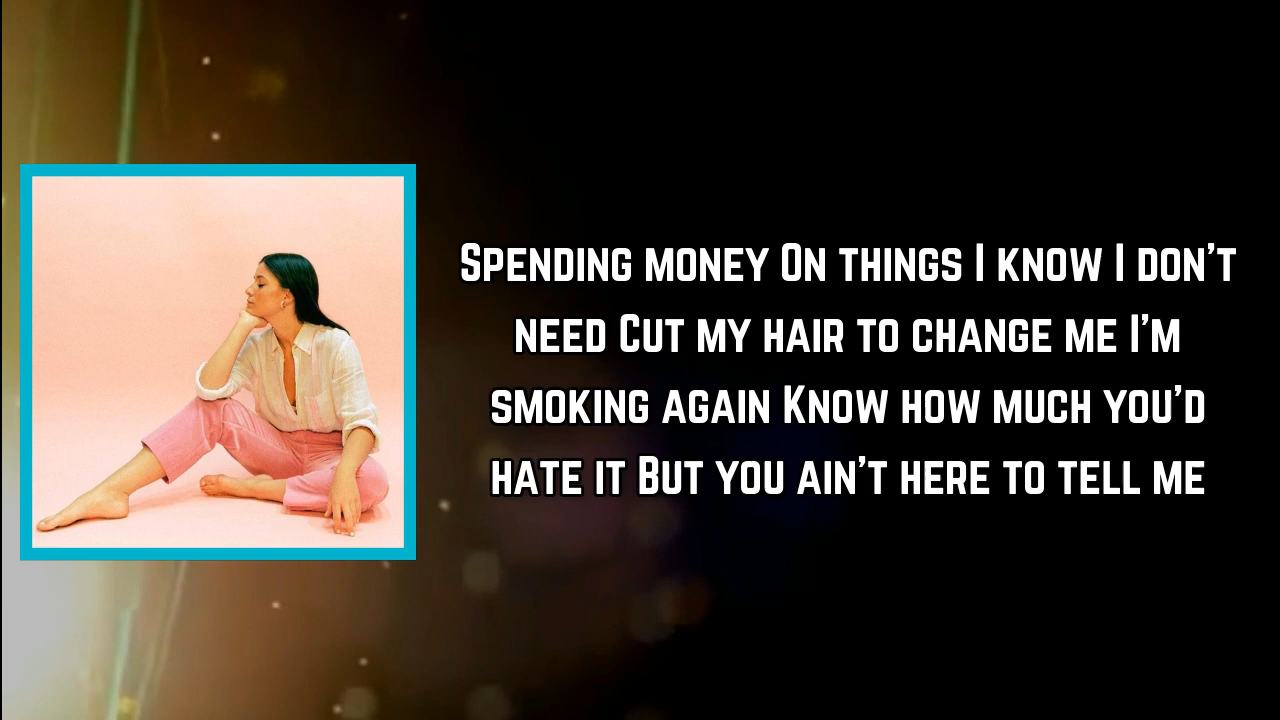 Spending money On things I know I don't
need Cut my hair to change me I'm
smoking again Know how much you'd
hate it But you ain't here to tell me